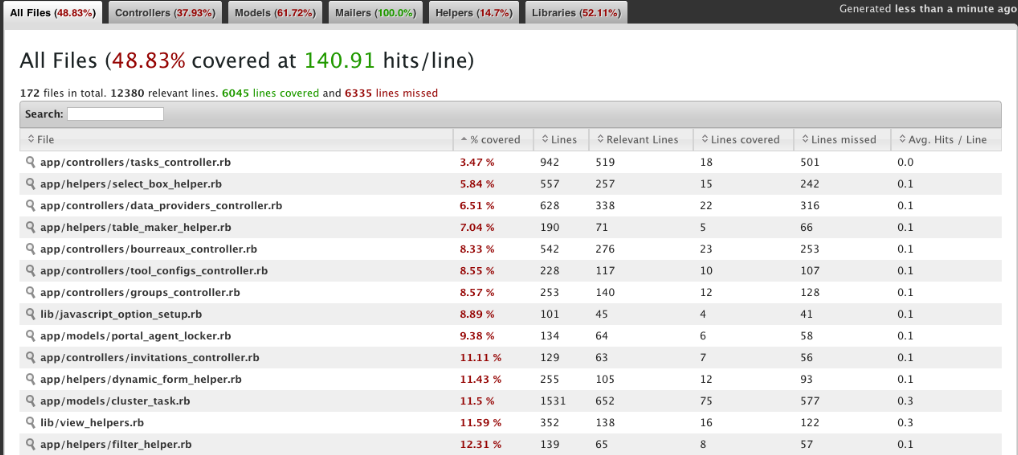 All Files (48.83%) Controllers (37.93%) Models (61.72%) Mailers (100.0%) Helpers (14.7%) Libraries (52.11%) Generated less than a minute ago
All Files (48.83% covered at 140.91 hits/line)
172 files in total. 12380 relevant lines. 6045 lines covered and 6335 lines missed
Search:
File % covered Lines Relevant Lines Lines covered Lines missed Avg. Hits / Line
app/controllers/tasks_controller.rb 3.47 % 942 519 18 501 0.0
app/helpers/select_box_helper.rb 5.84 % 557 257 15 242 0.1
app/controllers/data_providers_controller.rb 6.51 % 628 338 22 316 0.1
app/helpers/table_maker_helper.rb 7.04 % 190 71 5 66 0.1
app/controllers/bourreaux_controller.rb 8.33 % 542 276 23 253 0.1
app/controllers/tool_configs_controller.rb 8.55 % 228 117 10 107 0.1
app/controllers/groups_controller.rb 8.57 % 253 140 12 128 0.1
lib/javascript_option_setup.rb 8.89 % 101 45 4 41 0.1
app/models/portal_agent_locker.rb 9.38 % 134 64 6 58 0.1
app/controllers/invitations_controller.rb 11.11 % 129 63 7 56 0.1
app/helpers/dynamic_form_helper.rb 11.43 % 255 105 12 93 0.1
app/models/cluster_task.rb 11.5 % 1531 652 75 577 0.3
lib/view_helpers.rb 11.59 % 352 138 16 122 0.3
app/helpers/filter_helper.rb 12.31 % 139 65 8 57 0.1